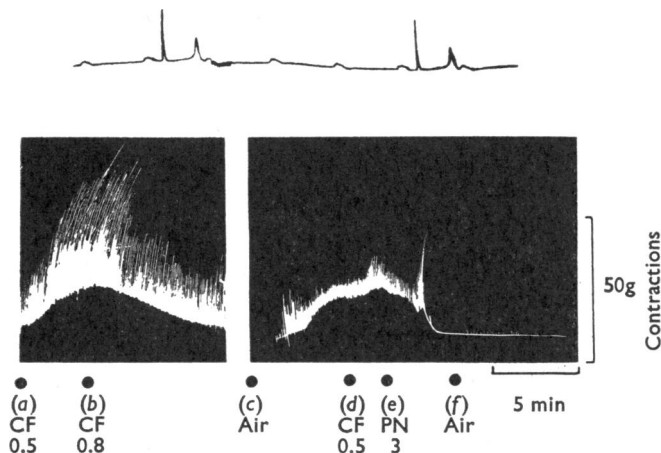 50g
Contractions
5 min
(a) (b) (c) (d) (e) (f)
CF CF Air CF PN Air
0.5 0.8 0.5 3